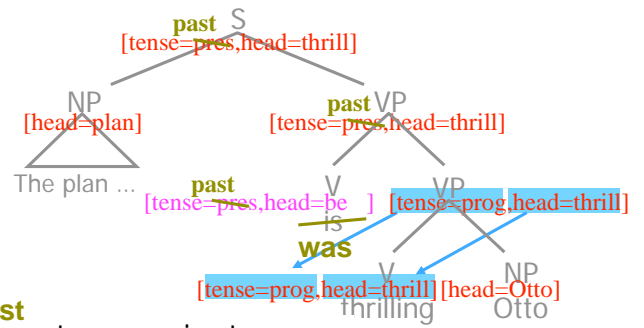 past S
[tense=pres,head=thrill]
NP past VP
[head=plan] [tense=pres,head=thrill]
The plan ... past V VP
[tense=pres,head=be ] [tense=prog,head=thrill]
is
was
V NP
[tense=prog,head=thrill] [head=Otto]
st thrilling Otto